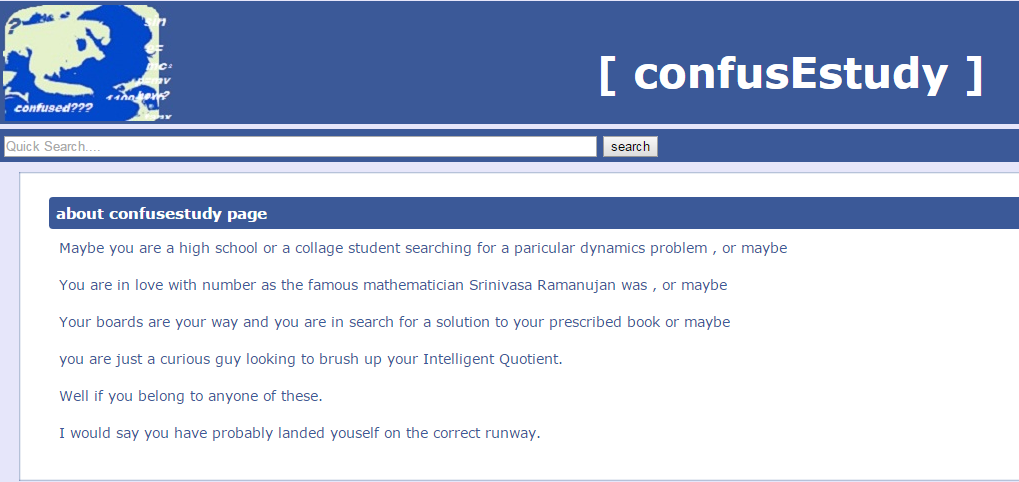 ?
sin
confused???
[ confusEstudy ]
Quick Search....
search
about confusestudy page
Maybe you are a high school or a collage student searching for a paricular dynamics problem , or maybe
You are in love with number as the famous mathematician Srinivasa Ramanujan was , or maybe
Your boards are your way and you are in search for a solution to your prescribed book or maybe
you are just a curious guy looking to brush up your Intelligent Quotient.
Well if you belong to anyone of these.
I would say you have probably landed youself on the correct runway.